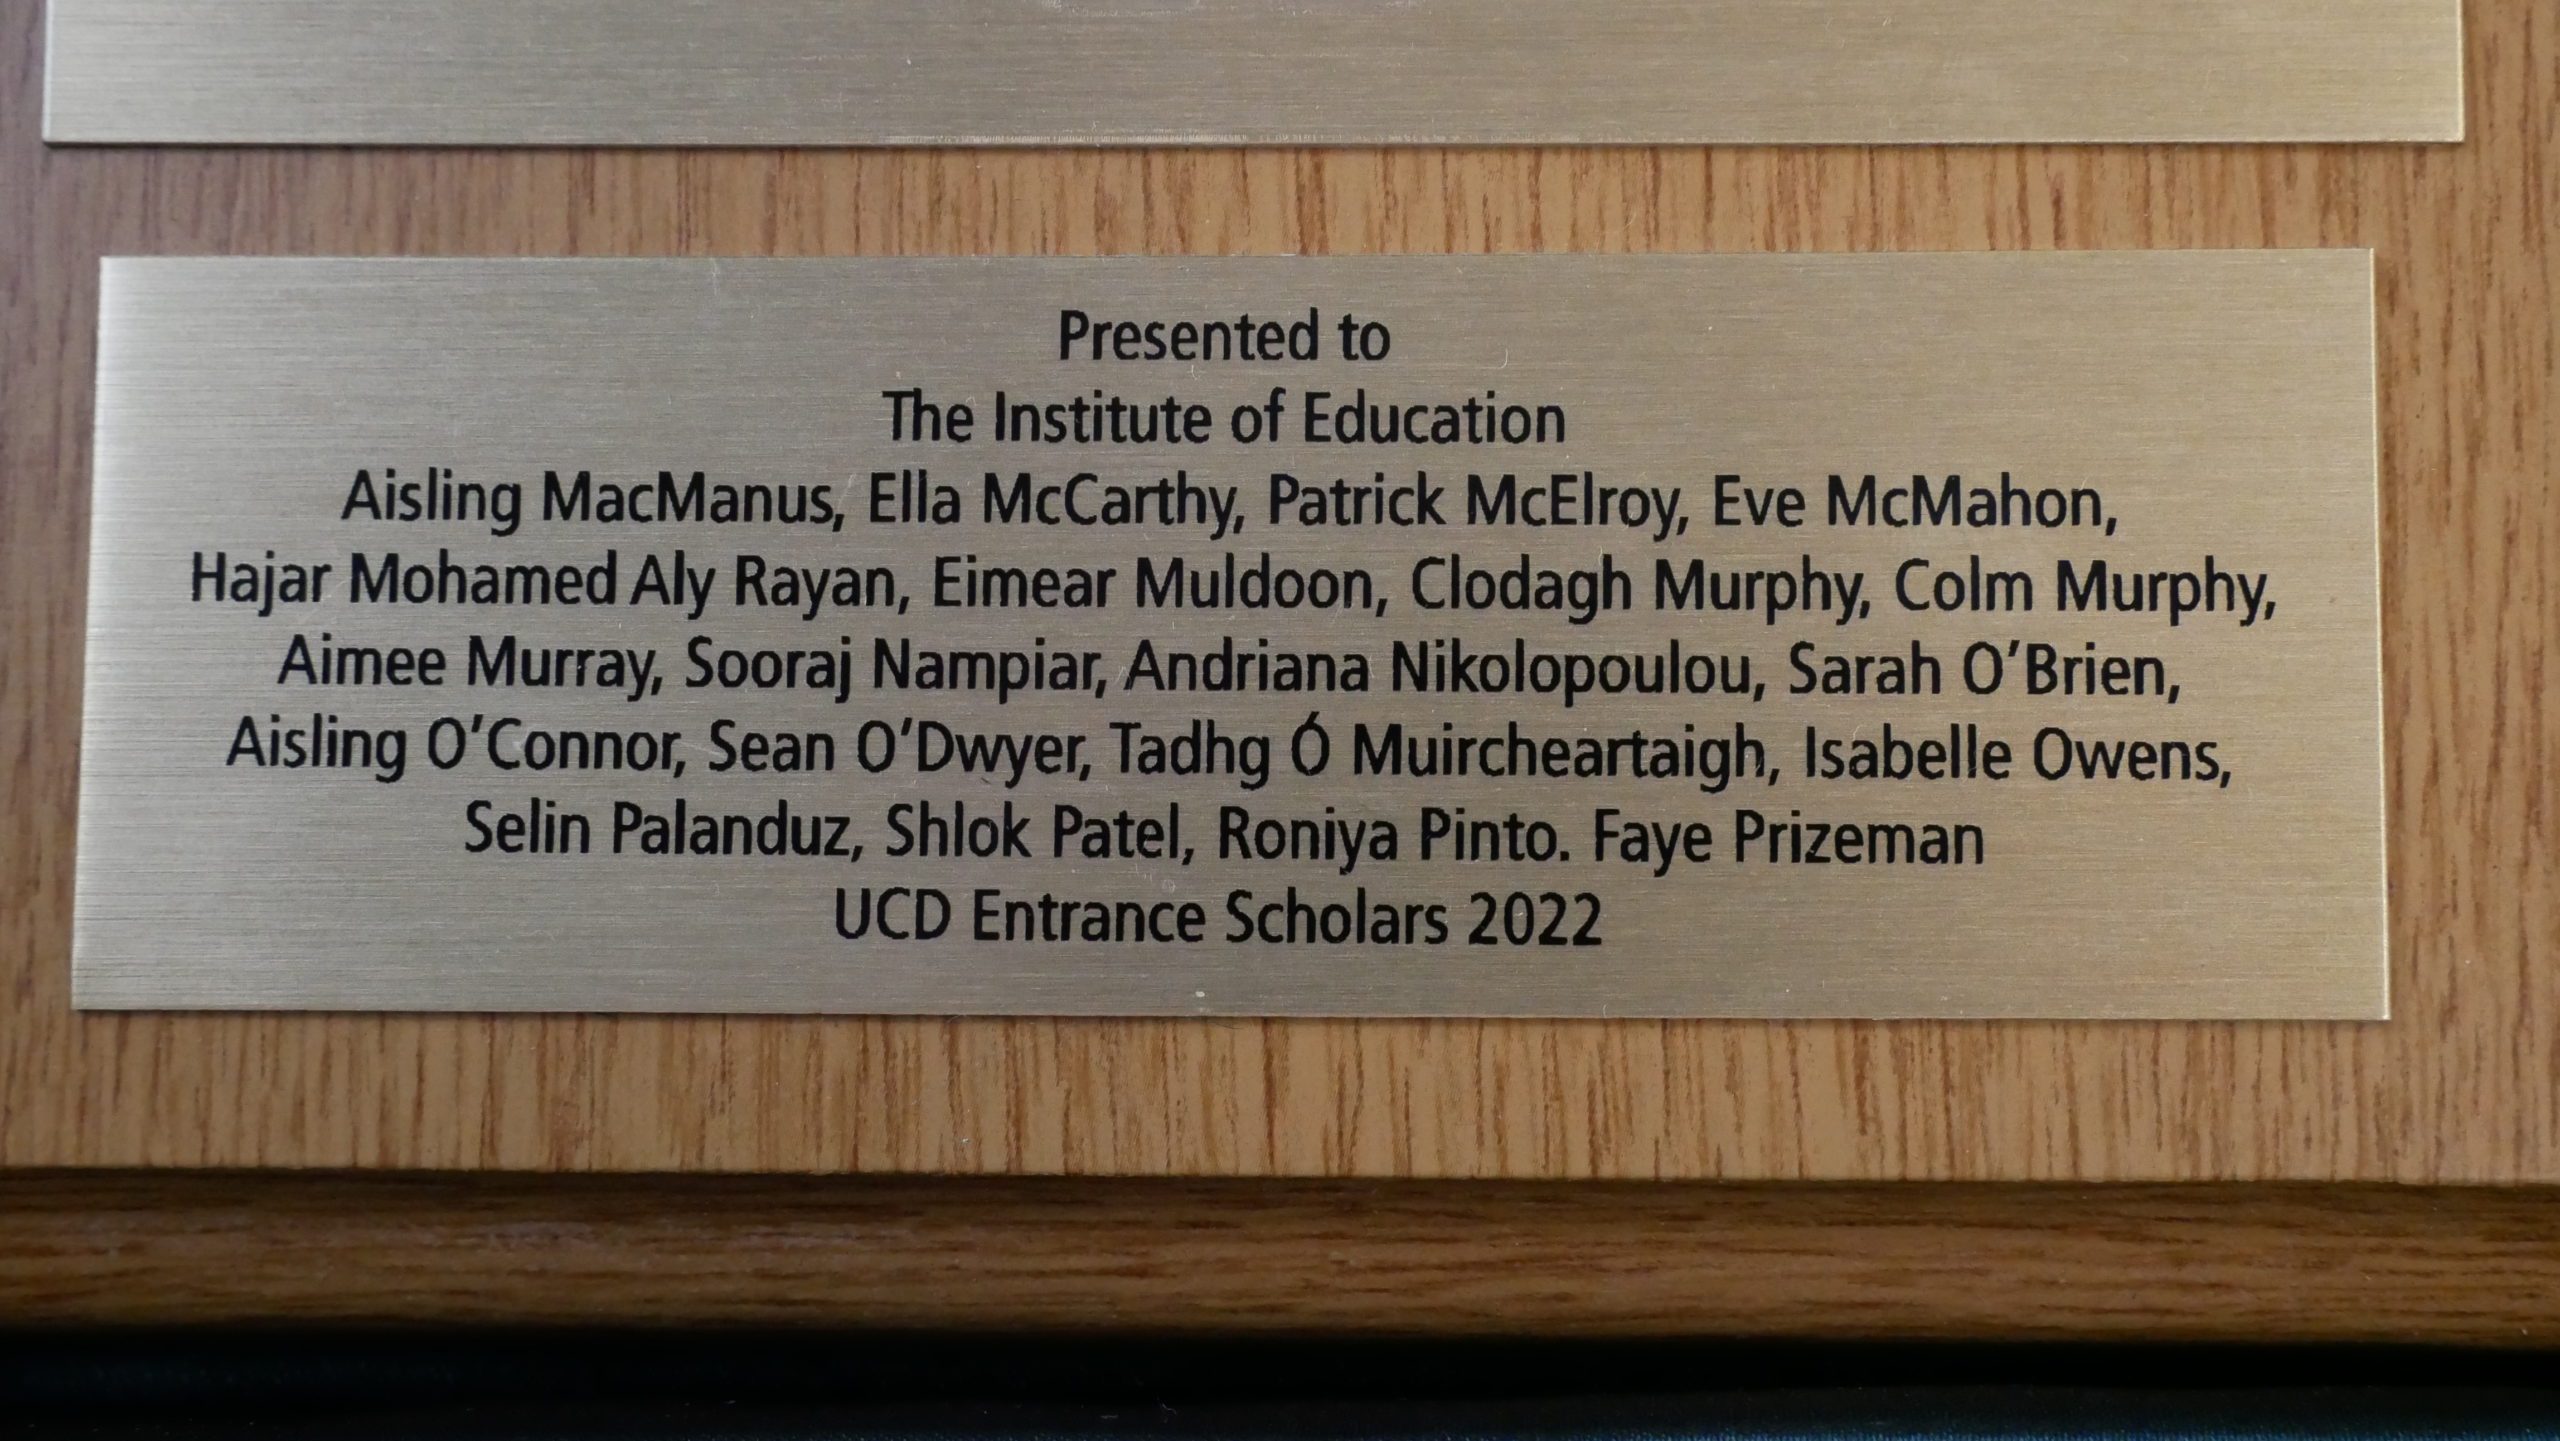 Presented to
The Institute of Education
Aisling MacManus, Ella McCarthy, Patrick McElroy, Eve McMahon,
Hajar Mohamed Aly Rayan, Eimear Muldoon, Clodagh Murphy, Colm Murphy,
Aimee Murray, Sooraj Nampiar, Andriana Nikolopoulou, Sarah O’Brien,
Aisling O’Connor, Sean O’Dwyer, Tadhg Ó Muircheartaigh, Isabelle Owens,
Selin Palanduz, Shlok Patel, Roniya Pinto. Faye Prizeman
UCD Entrance Scholars 2022